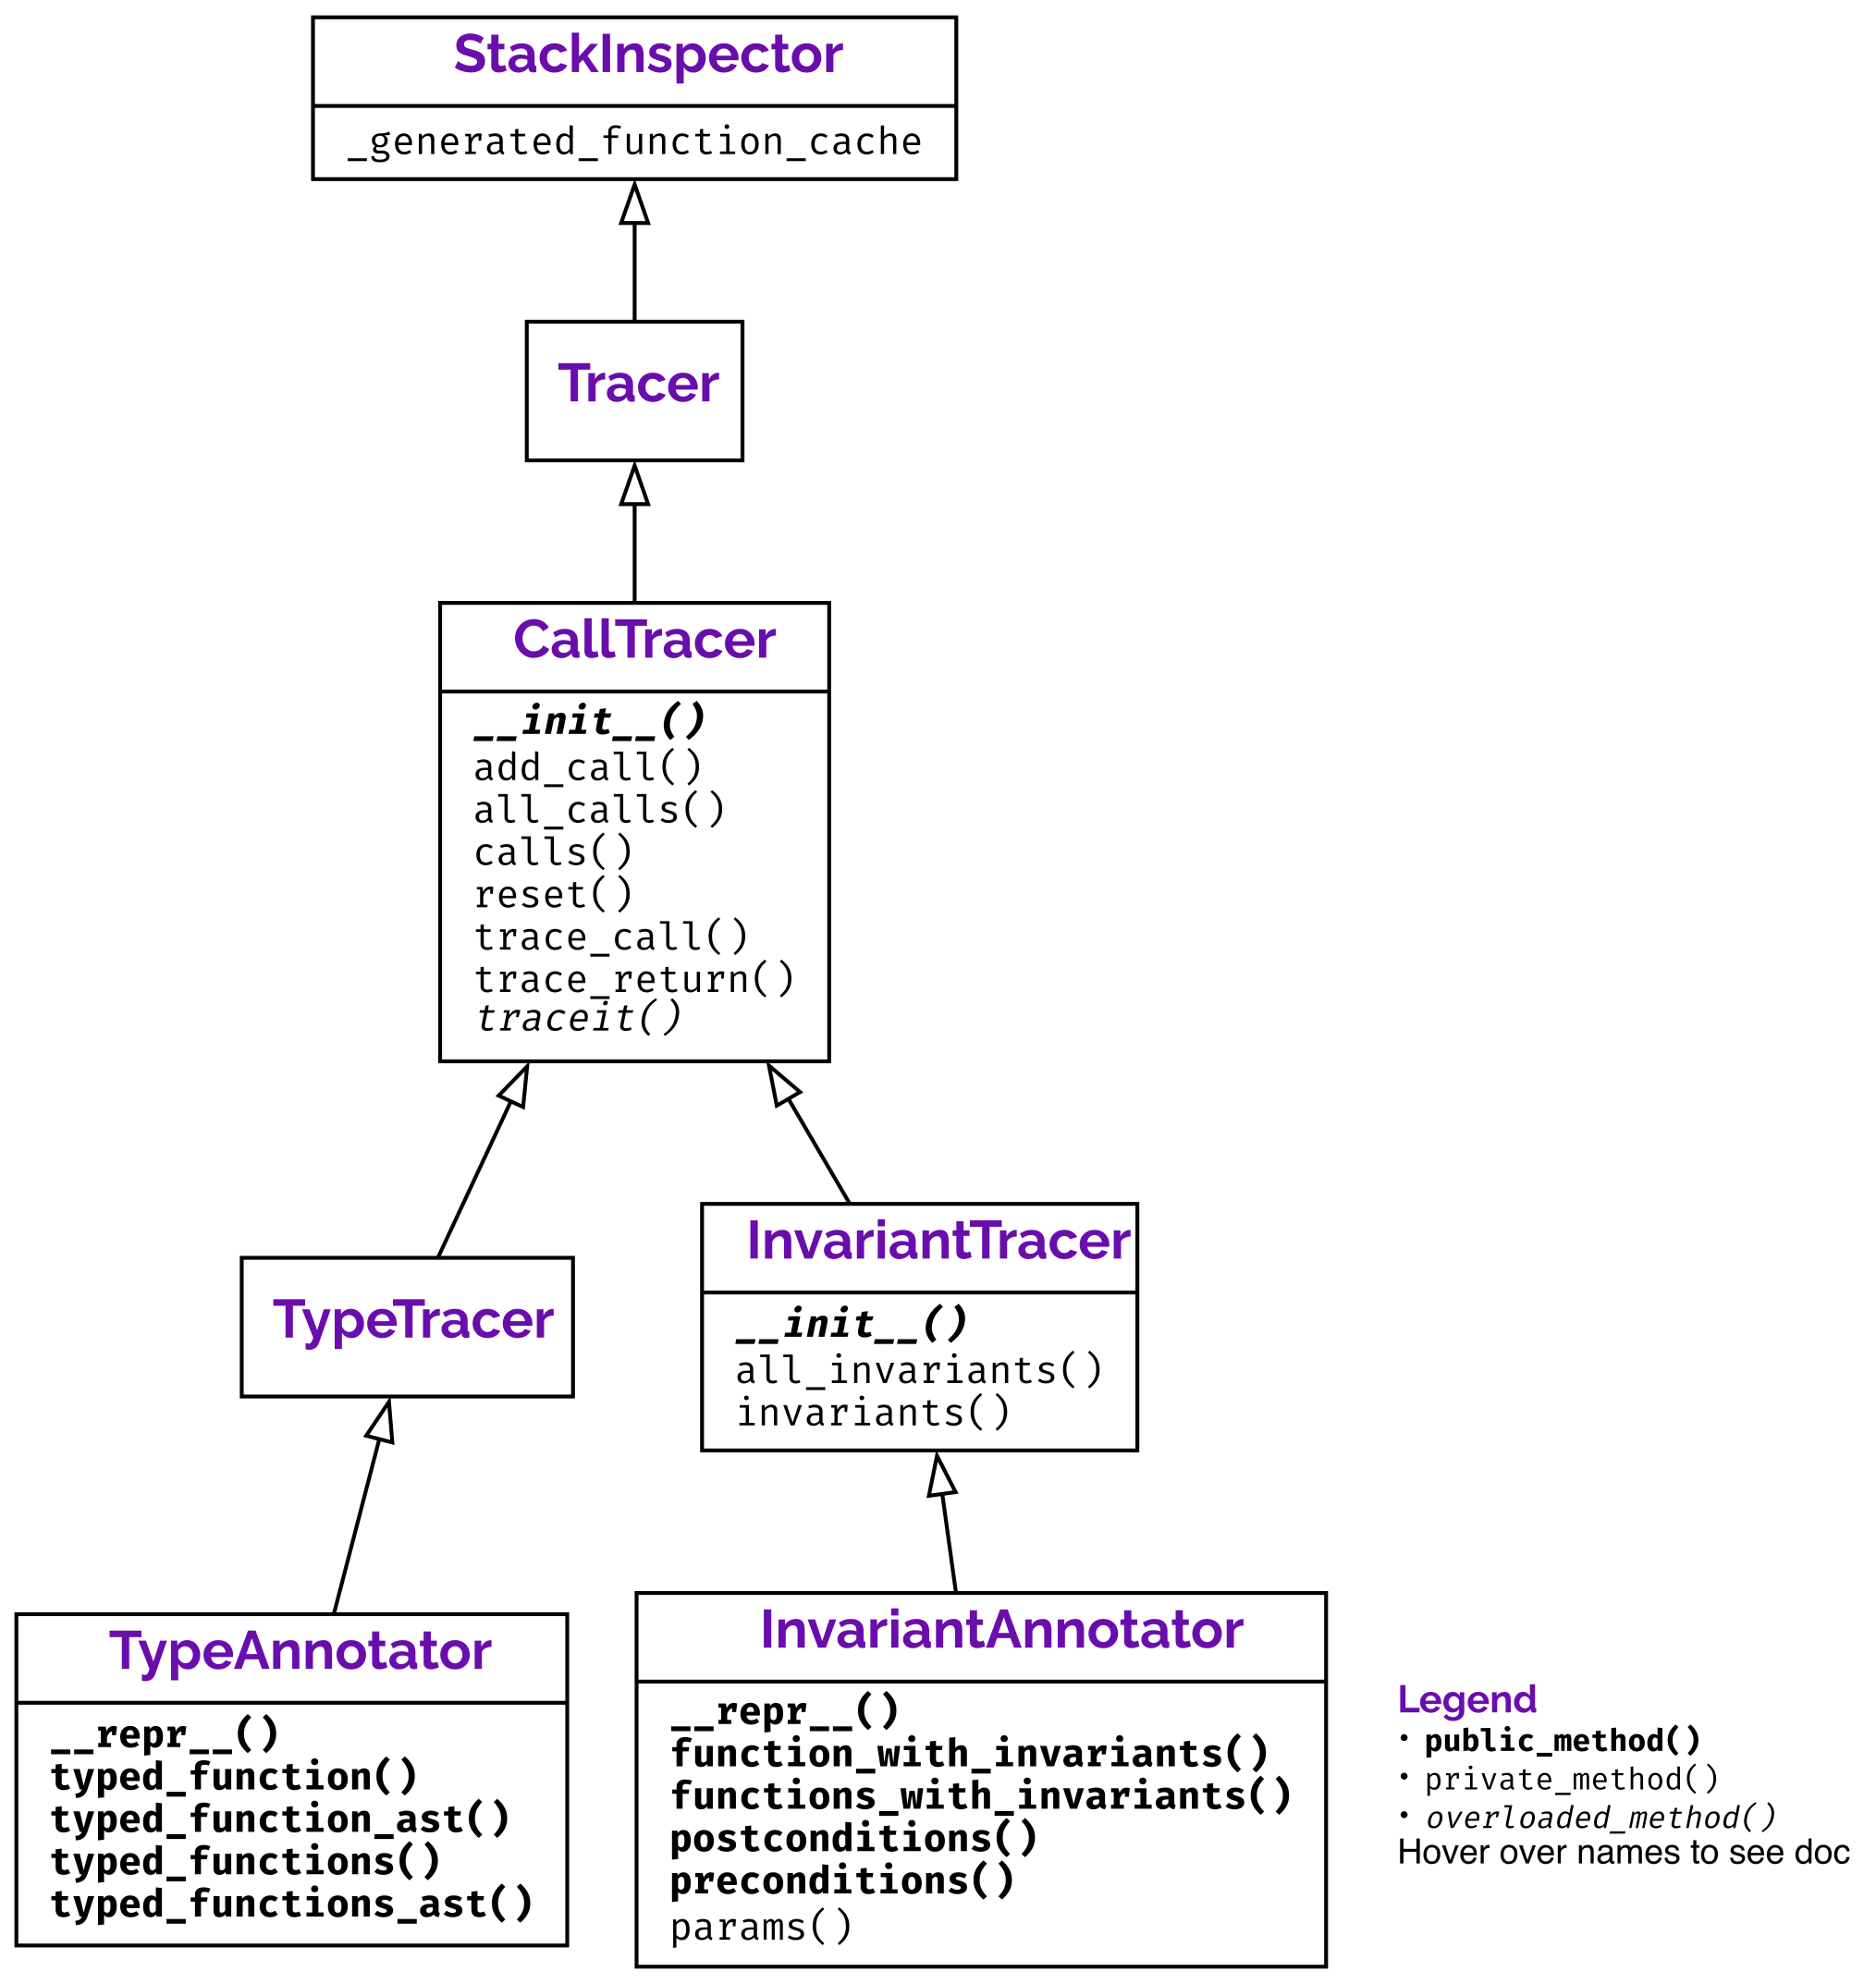 StackInspector
_generated_function_cache
Tracer
CallTracer
__init__()
add_call()
all_calls()
calls()
reset()
trace_call()
trace_return()
traceit()
TypeTracer
InvariantTracer
__init__()
all_invariants()
invariants()
TypeAnnotator
__repr__()
typed_function()
typed_function_ast()
typed_functions()
typed_functions_ast()
InvariantAnnotator
__repr__()
function_with_invariants()
functions_with_invariants()
postconditions()
preconditions()
params()
Legend
• public_method()
• private_method()
• overloaded_method()
Hover over names to see doc